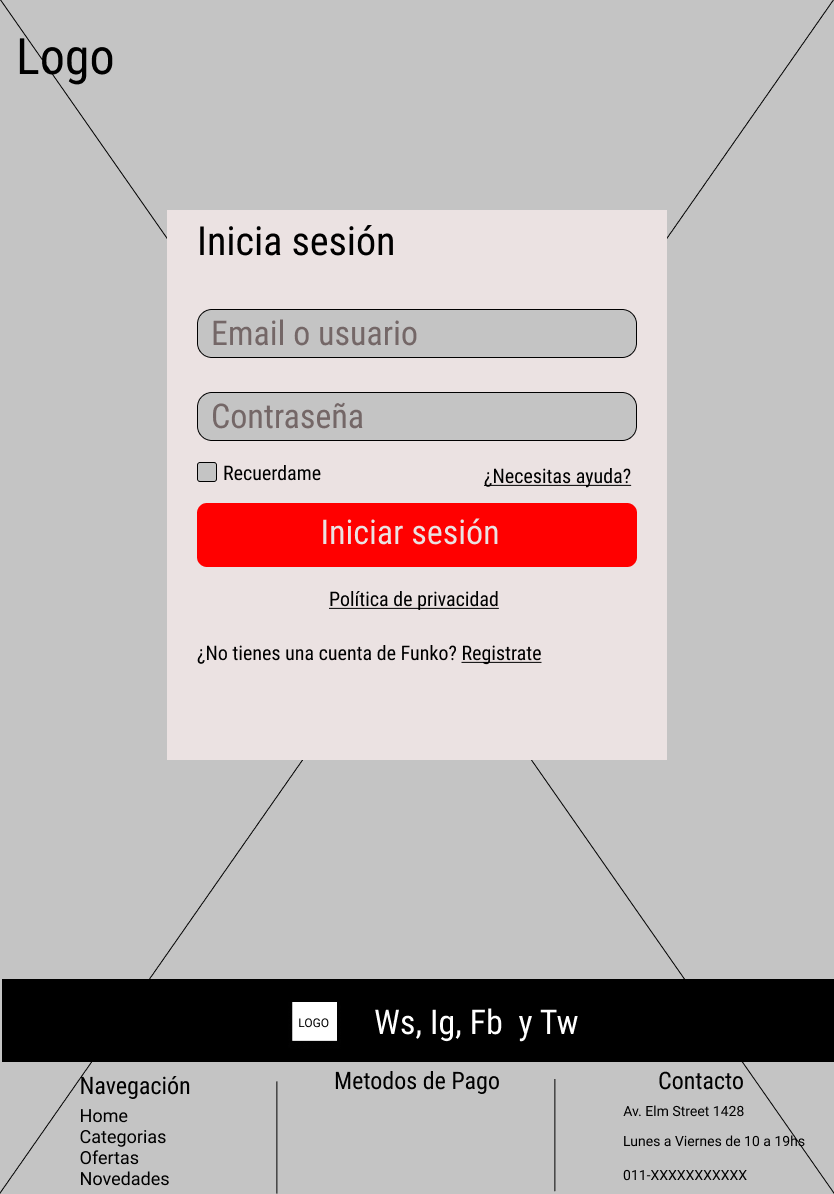 Logo
Inicia sesión
Email o usuario
Contraseña
Recuerdame
¿Necesitas ayuda?
Iniciar sesión
Política de privacidad
¿No tienes una cuenta de Funko? Registrate
LOGO
Ws, Ig, Fb y Tw
Navegación
Home
Categorias
Ofertas
Novedades
Metodos de Pago
Contacto
Av. Elm Street 1428
Lunes a Viernes de 10 a 19hs
011-XXXXXXXXXXX